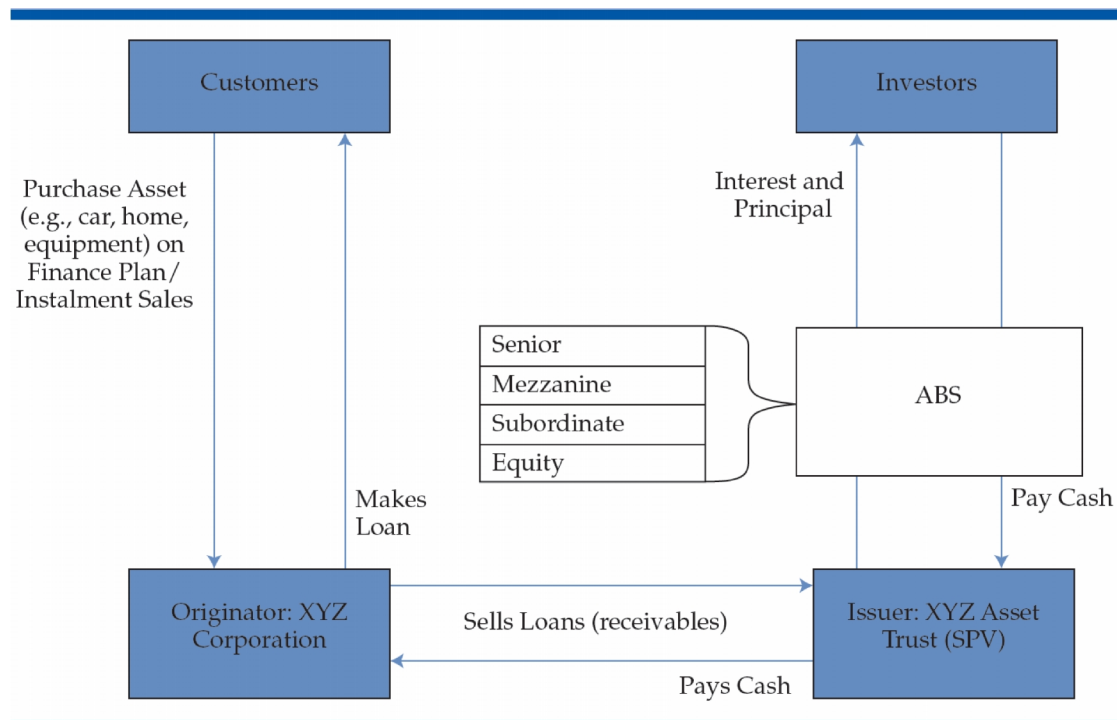 Customers
Investors
Purchase Asset
(e.g., car, home,
equipment) on
Finance Plan/
Instalment Sales
Interest and
Principal
Senior
Mezzanine
Subordinate
Equity
ABS
Makes
Loan
Pay Cash
Originator: XYZ
Corporation
Sells Loans (receivables)
Issuer: XYZ Asset
Trust (SPV)
Pays Cash